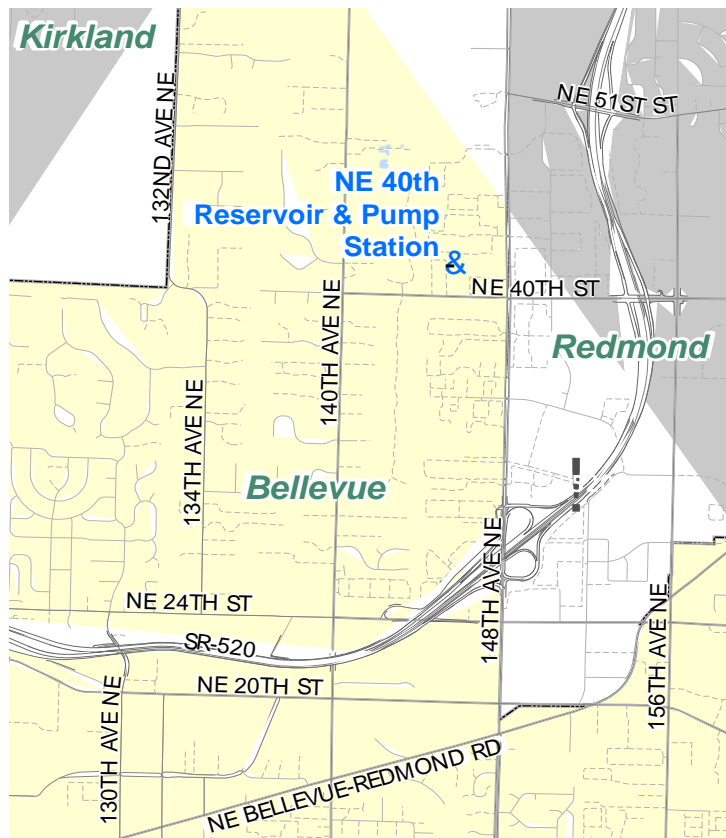 Kirkland
NE 51ST ST
132ND AVE NE
NE 40th
Reservoir & Pump
Station
&
NE 40TH ST
Redmond
140TH AVE NE
134TH AVE NE
Bellevue
148TH AVE NE
156TH AVE NE
NE 24TH ST
SR-520
NE 20TH ST
130TH AVE NE
NE BELLEVUE-REDMOND RD